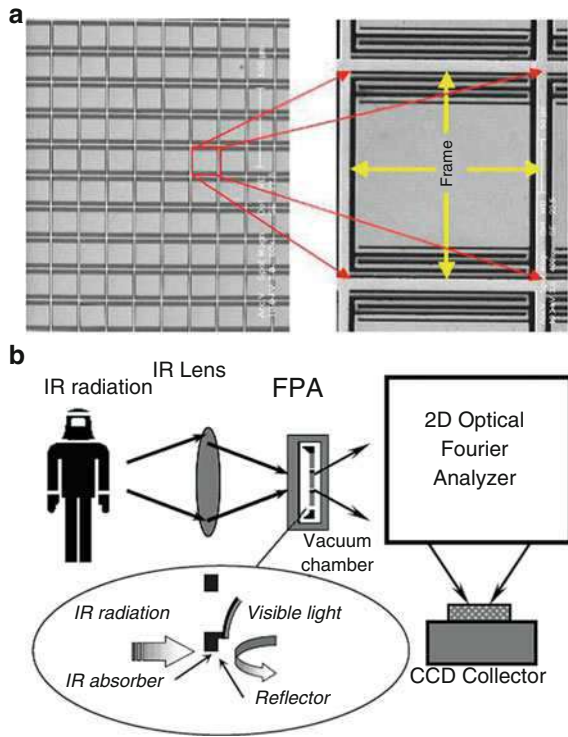 a
Frame
b
IR radiation
IR Lens
FPA
2D Optical
Fourier
Analyzer
Vacuum
chamber
IR radiation
Visible light
IR absorber
Reflector
CCD Collector